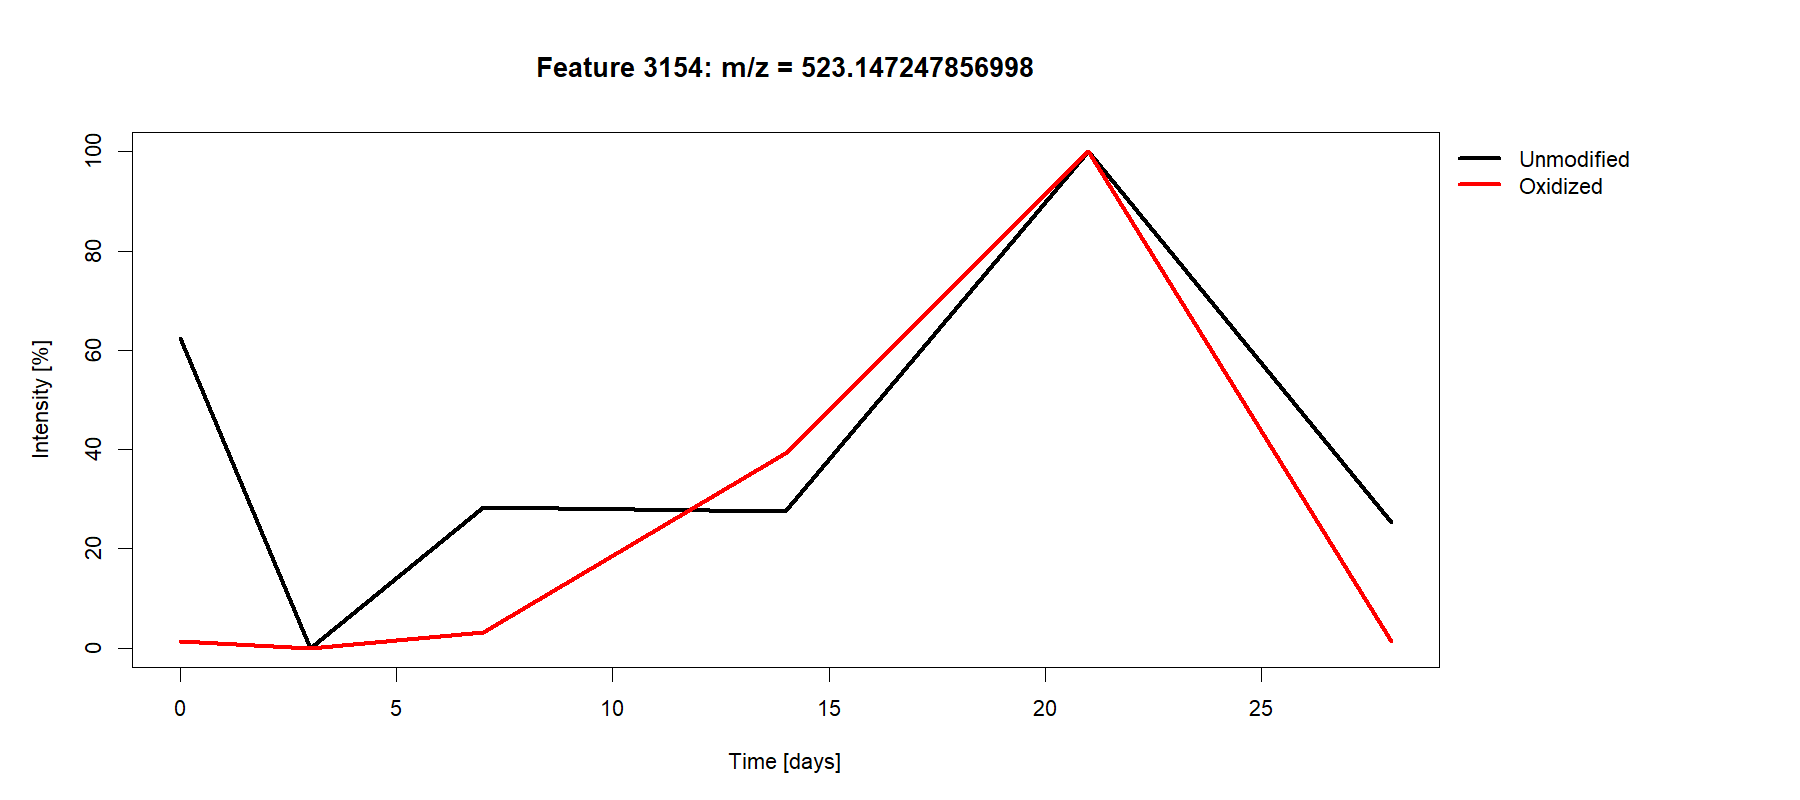 Feature 3154: m/z = 523.147247856998
Unmodified
Oxidized
Intensity [%]
100
80
60
40
20
0
0 5 10 15 20 25
Time [days]